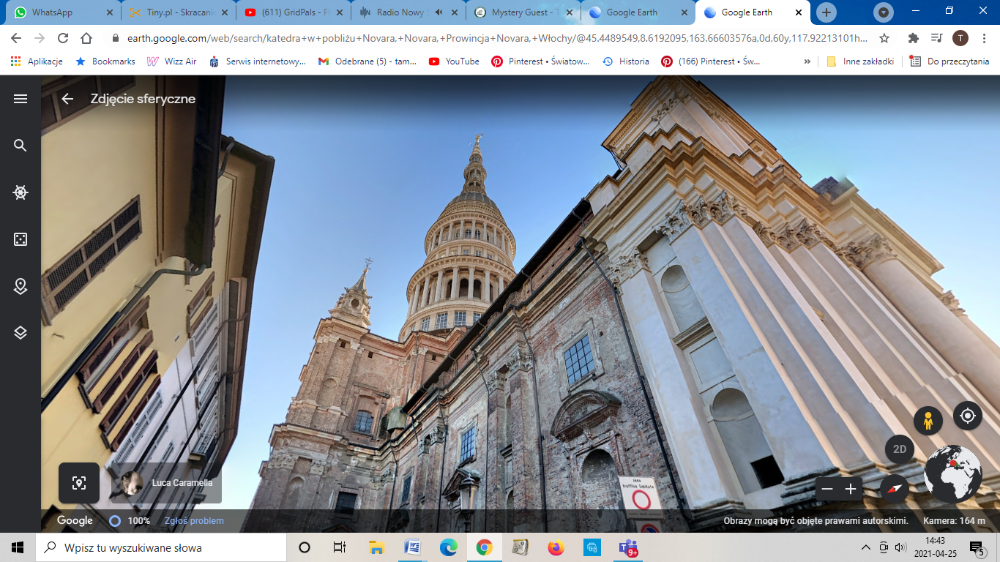 WhatsApp
Tiny.pl - Skracani
(611) GridPals - F
Radio Nowy
Mystery Guest - T
Google Earth
Google Earth
earth.google.com/web/search/katedra+w+pobliżu+Novara,+Novara,+Prowincja+Novara,+Włochy/@45.4489549,8.6192095,163.66603576a,0d,60y,117.92213101h...
T
Aplikacje
Bookmarks
Wizz Air
Serwis internetowy...
Odebrane (5) - tam...
YouTube
Pinterest • Światow...
Historia
(166) Pinterest • Św...
»
Inne zakładki
Do przeczytania
Zdjęcie sferyczne
zona
traffico limitato
2D
Luca Caramella
Google
100%
Zgłoś problem
Obrazy mogą być objęte prawami autorskimi.
Kamera: 164 m
Wpisz tu wyszukiwane słowa
9+
14:43
2021-04-25
5